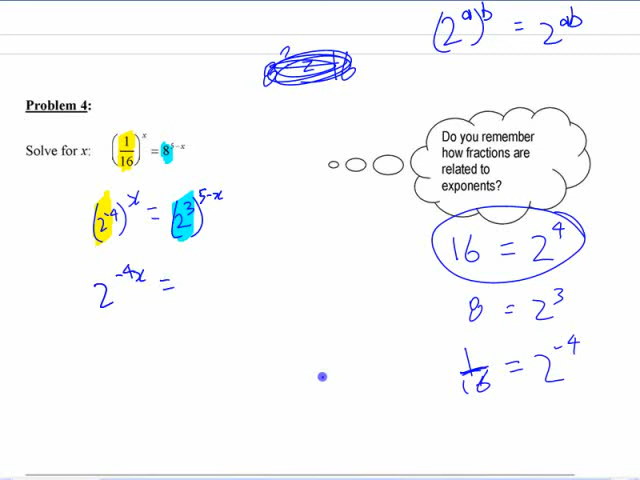 (2^a)^b = 2^ab
Problem 4:
Solve for x: (1/16)^x = 8^5-x
Do you remember
how fractions are
related to
exponents?
(2^-4)^x = (2^3)^5-x
16 = 2^4
2^-4x =
8 = 2^3
1/16 = 2^-4